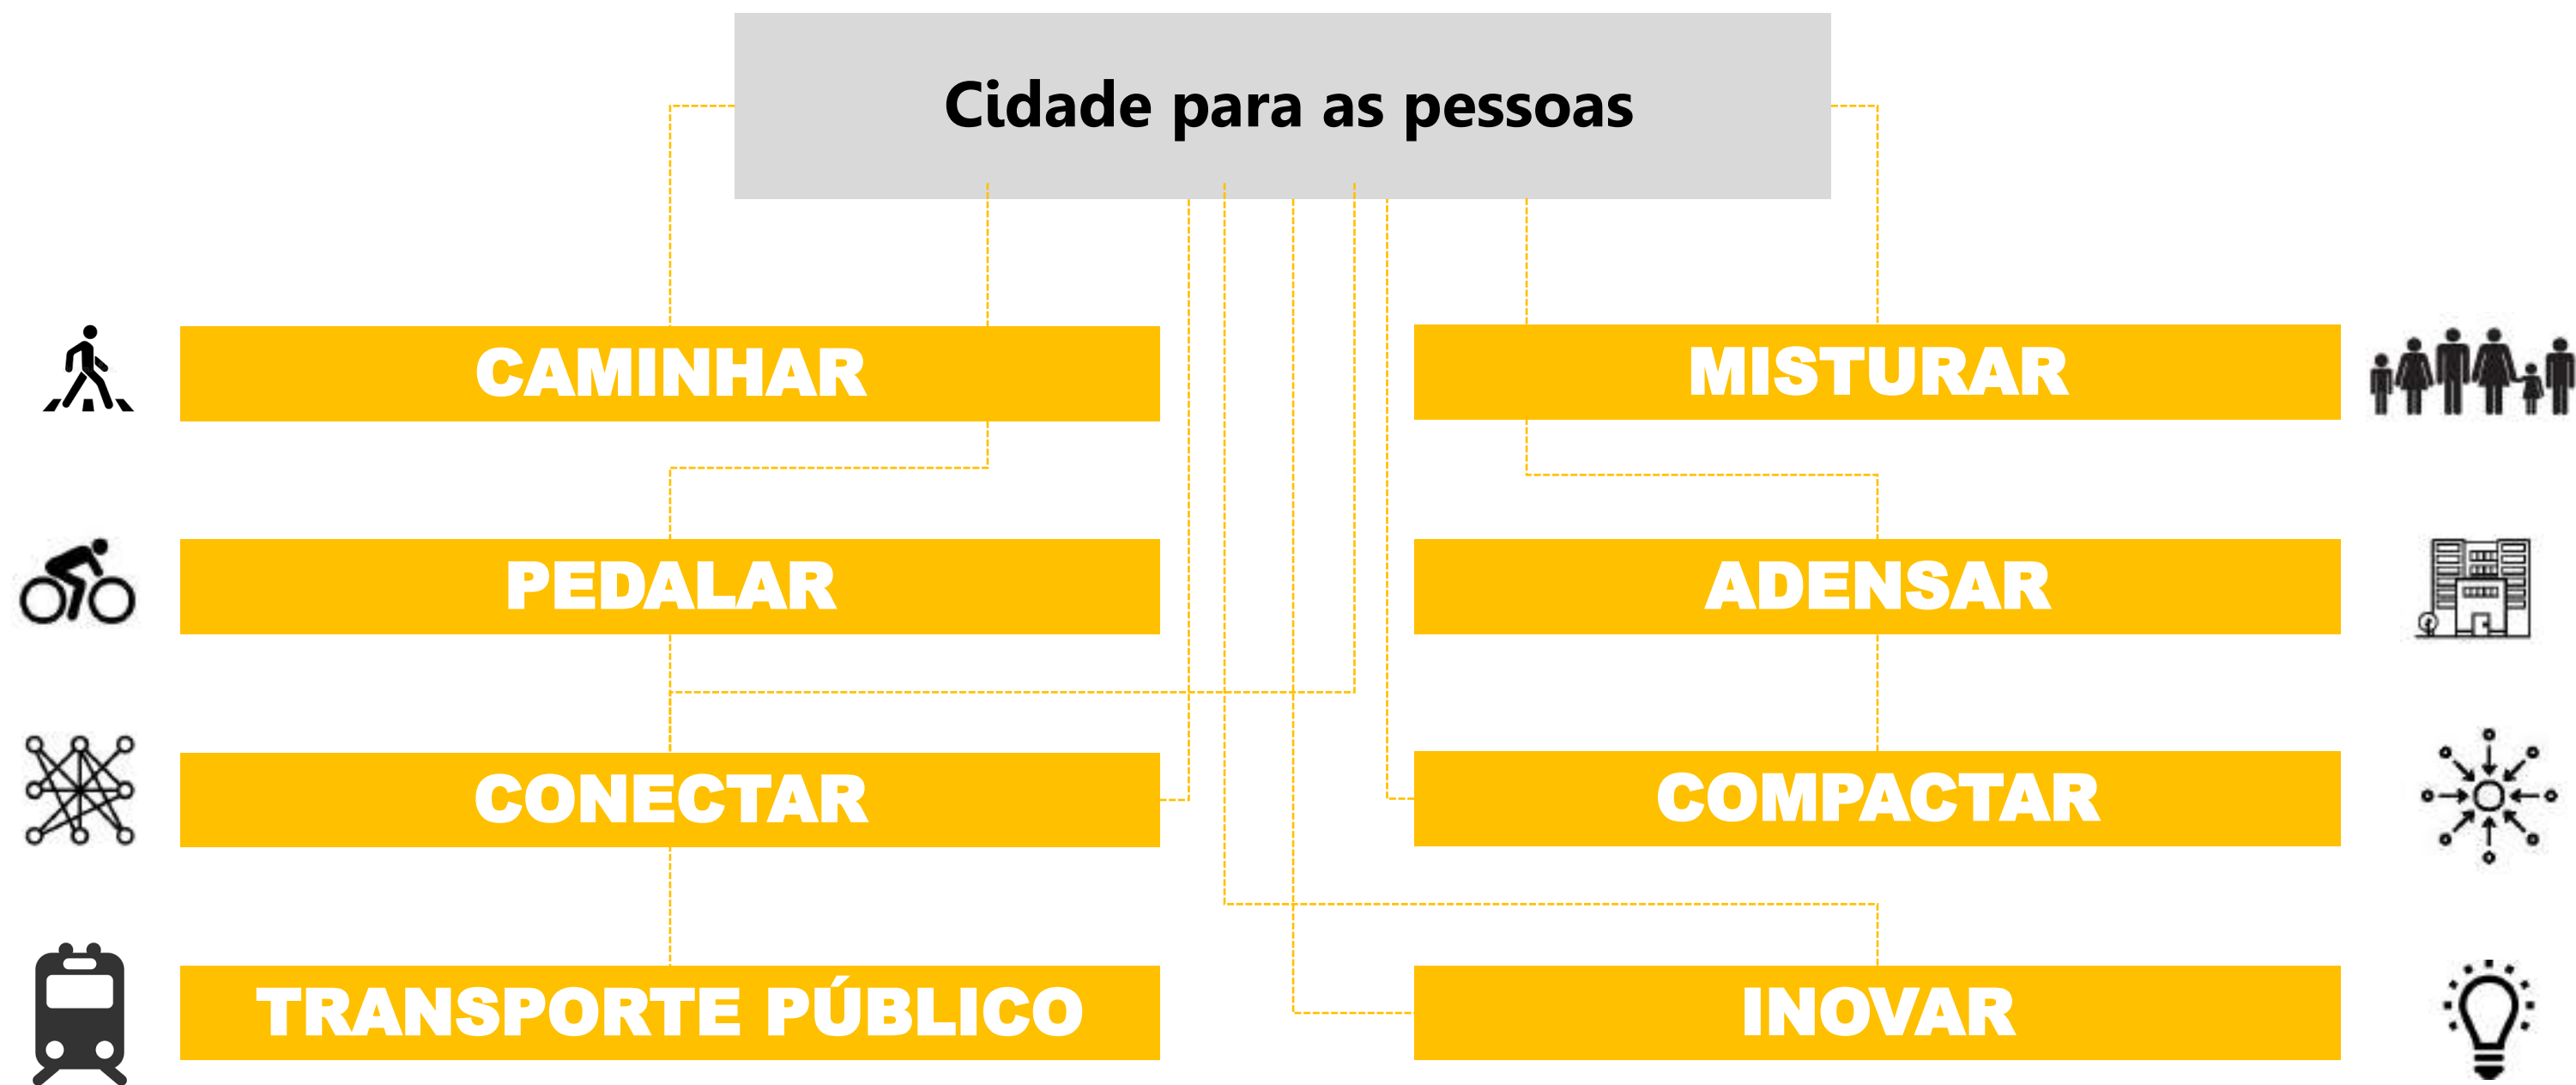 Cidade para as pessoas
CAMINHAR
MISTURAR
PEDALAR
ADENSAR
CONECTAR
COMPACTAR
TRANSPORTE PÚBLICO
INOVAR